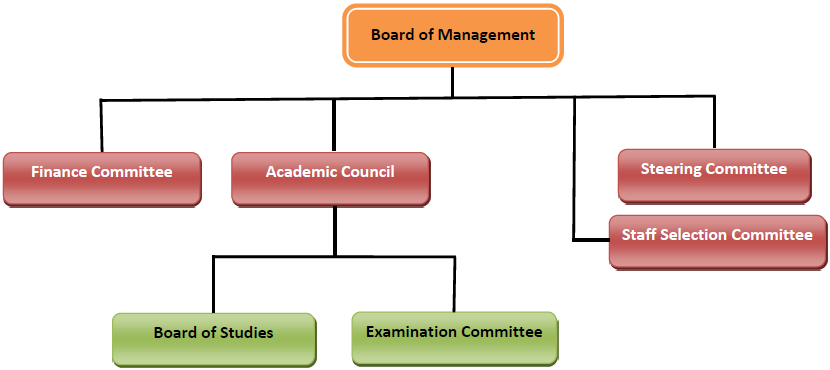 Board of Management
Finance Committee
Academic Council
Steering Committee
Staff Selection Committee
Board of Studies
Examination Committee